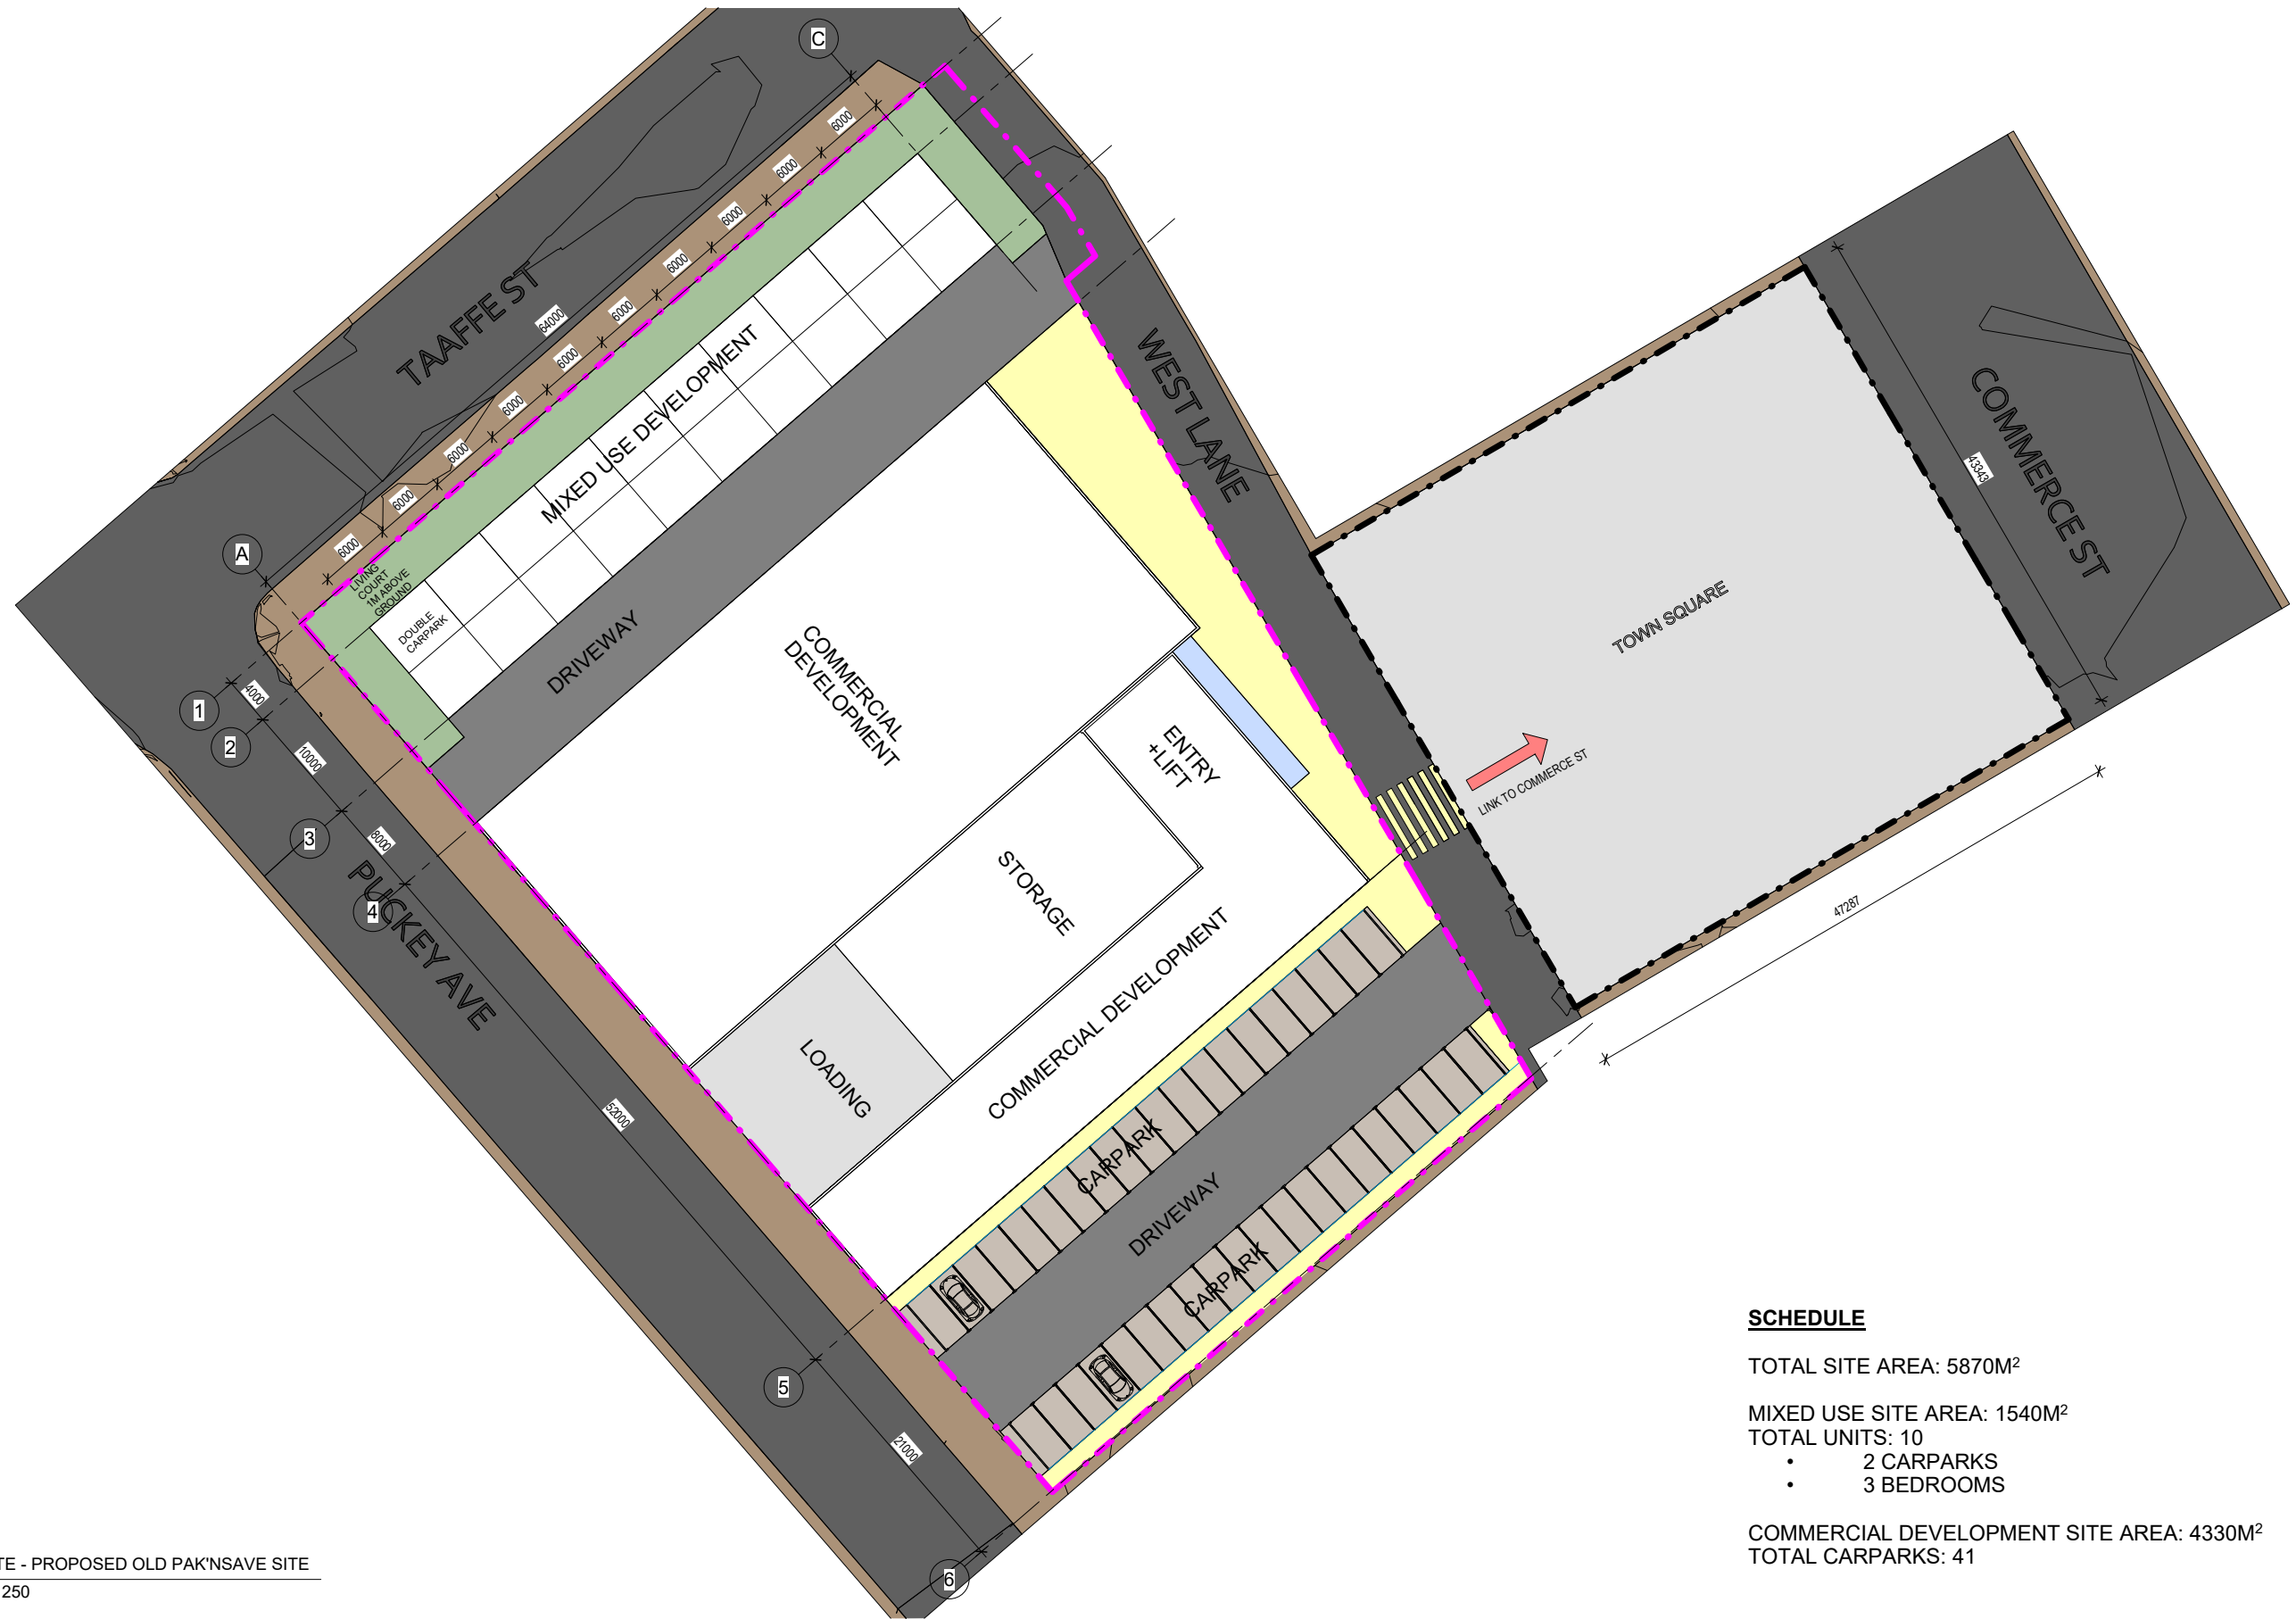 C
6000
6000
6000
6000
6000
6000
6000
6000
6000
6000
64000
TAAFFE ST
A
LIVING
COURT
1M ABOVE
GROUND
DOUBLE
CARPARK
MIXED USE DEVELOPMENT
DRIVEWAY
WEST LANE
COMMERCE ST
43343
TOWN SQUARE
LINK TO COMMERCE ST
47287
1
2
3
4
4000
10000
8000
PUCKEY AVE
52000
5
21000
6
COMMERCIAL
DEVELOPMENT
ENTRY
+LIFT
STORAGE
LOADING
COMMERCIAL DEVELOPMENT
CARPARK
DRIVEWAY
CARPARK
SCHEDULE
TOTAL SITE AREA: 5870M²
MIXED USE SITE AREA: 1540M²
TOTAL UNITS: 10
• 2 CARPARKS
• 3 BEDROOMS
COMMERCIAL DEVELOPMENT SITE AREA: 4330M²
TOTAL CARPARKS: 41
TE - PROPOSED OLD PAK'NSAVE SITE
250